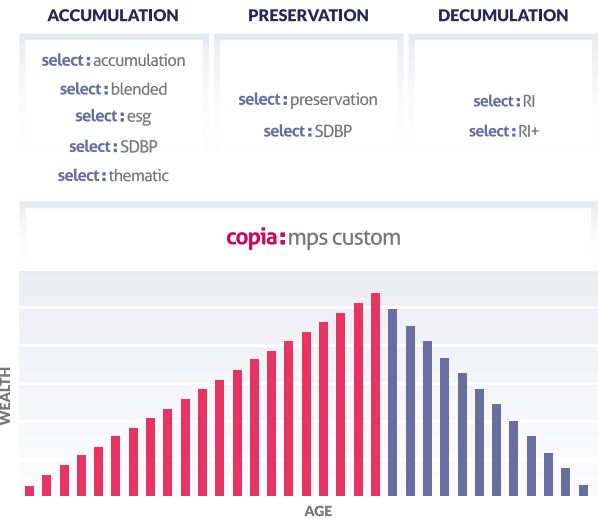 ACCUMULATION
select:accumulation
select:blended
select:esg
select:SDBP
select:thematic
PRESERVATION
select:preservation
select:SDBP
DECUMULATION
select:RI
select:RI+
copia:mps custom
WEALTH
AGE